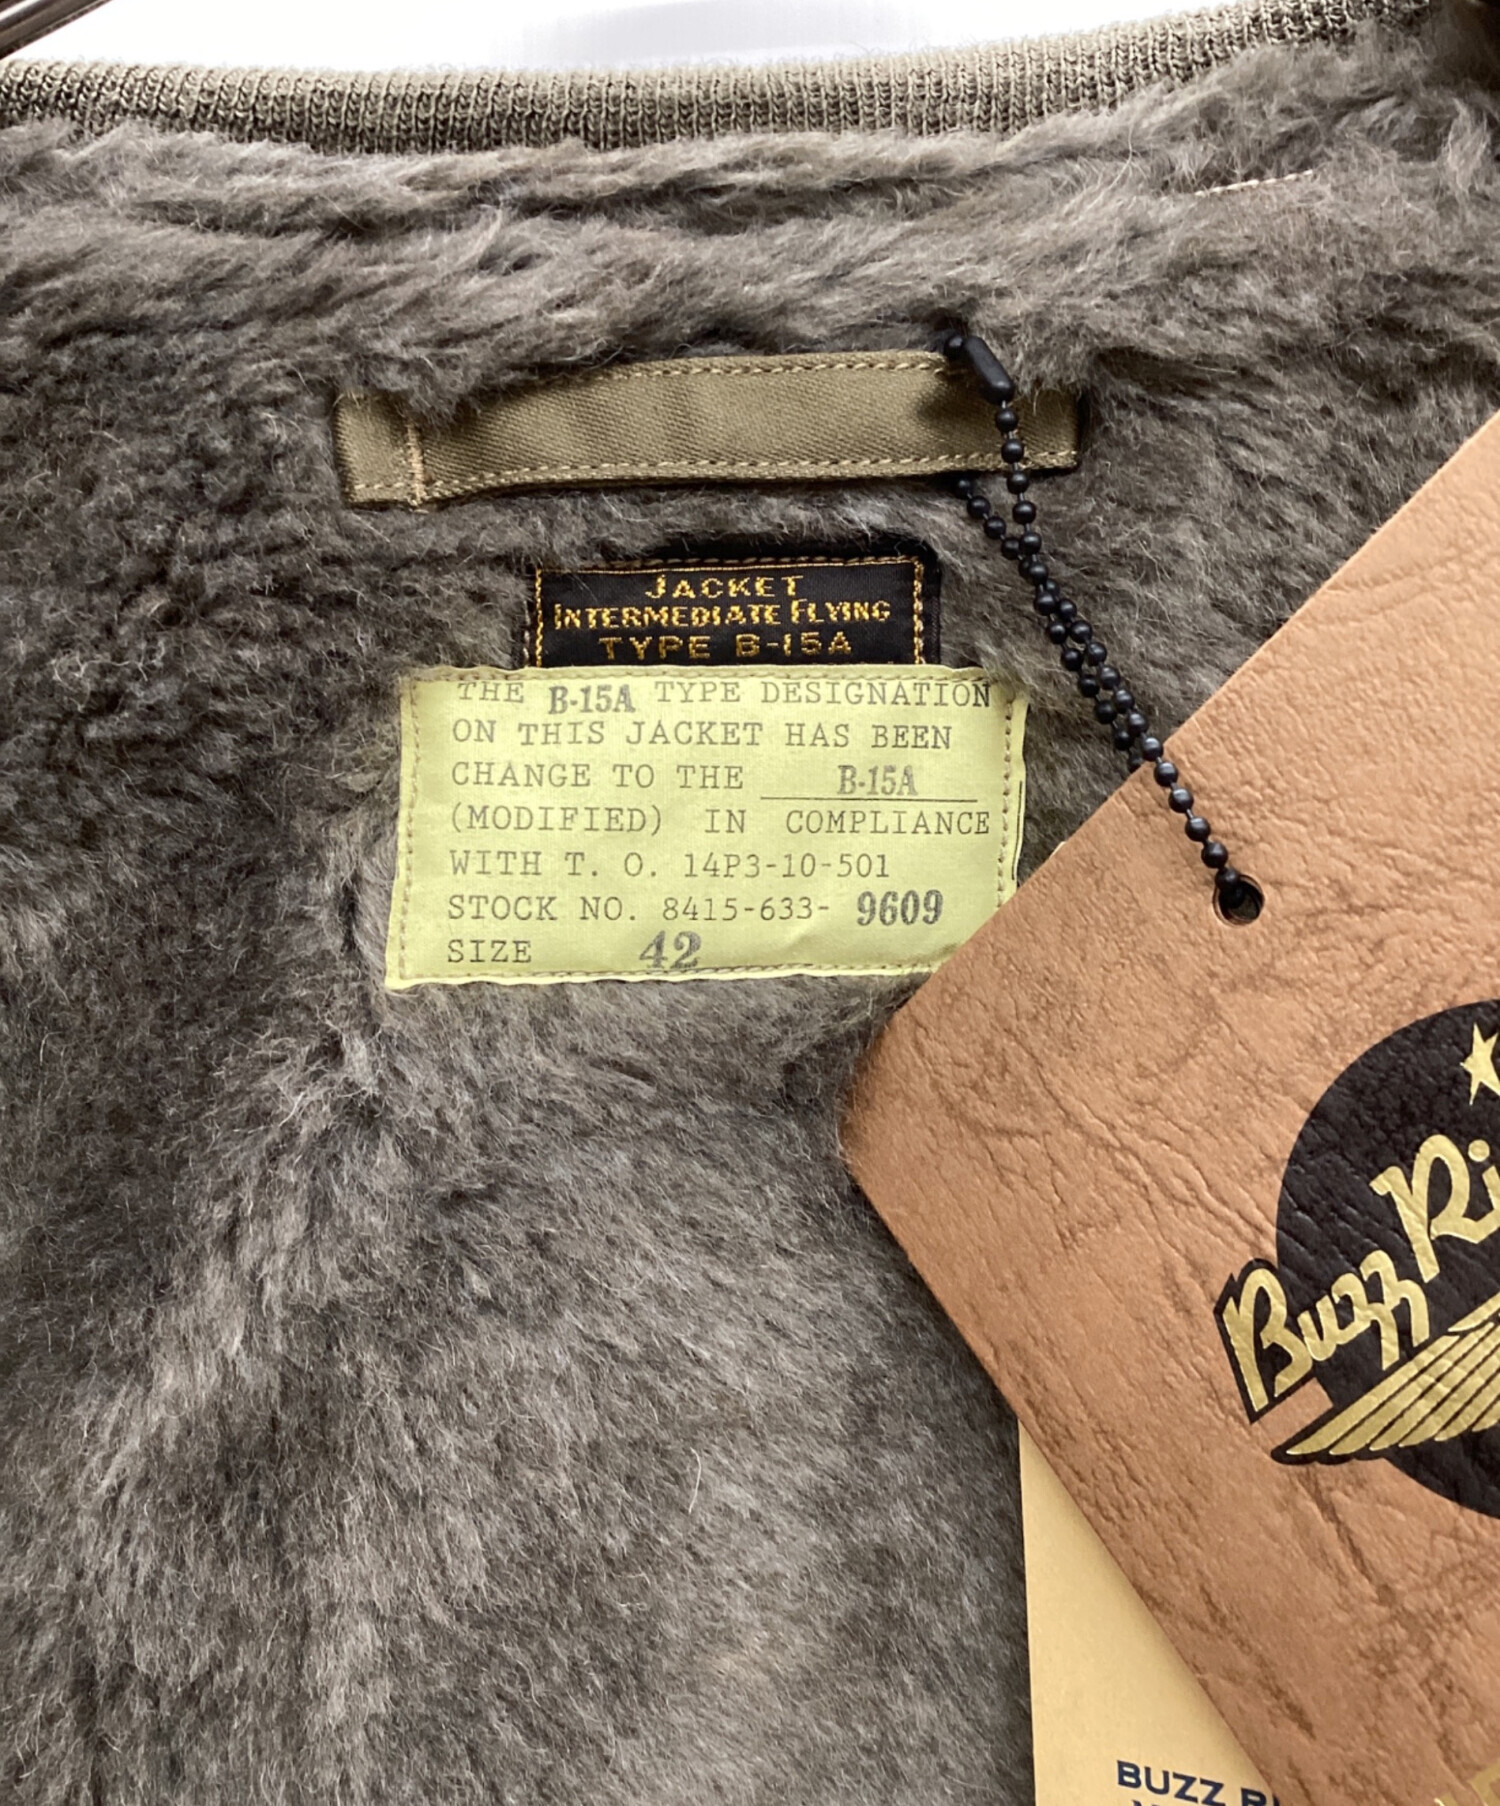 JACKET
INTERMEDIATE FLYING
TYPE B-15A
THE B-15A TYPE DESIGNATION
ON THIS JACKET HAS BEEN
CHANGE TO THE B-15A
(MODIFIED) IN COMPLIANCE
WITH T. O. 14P3-10-501
STOCK NO. 8415-633- 9609
SIZE 42
Buzz Ri
BUZZ